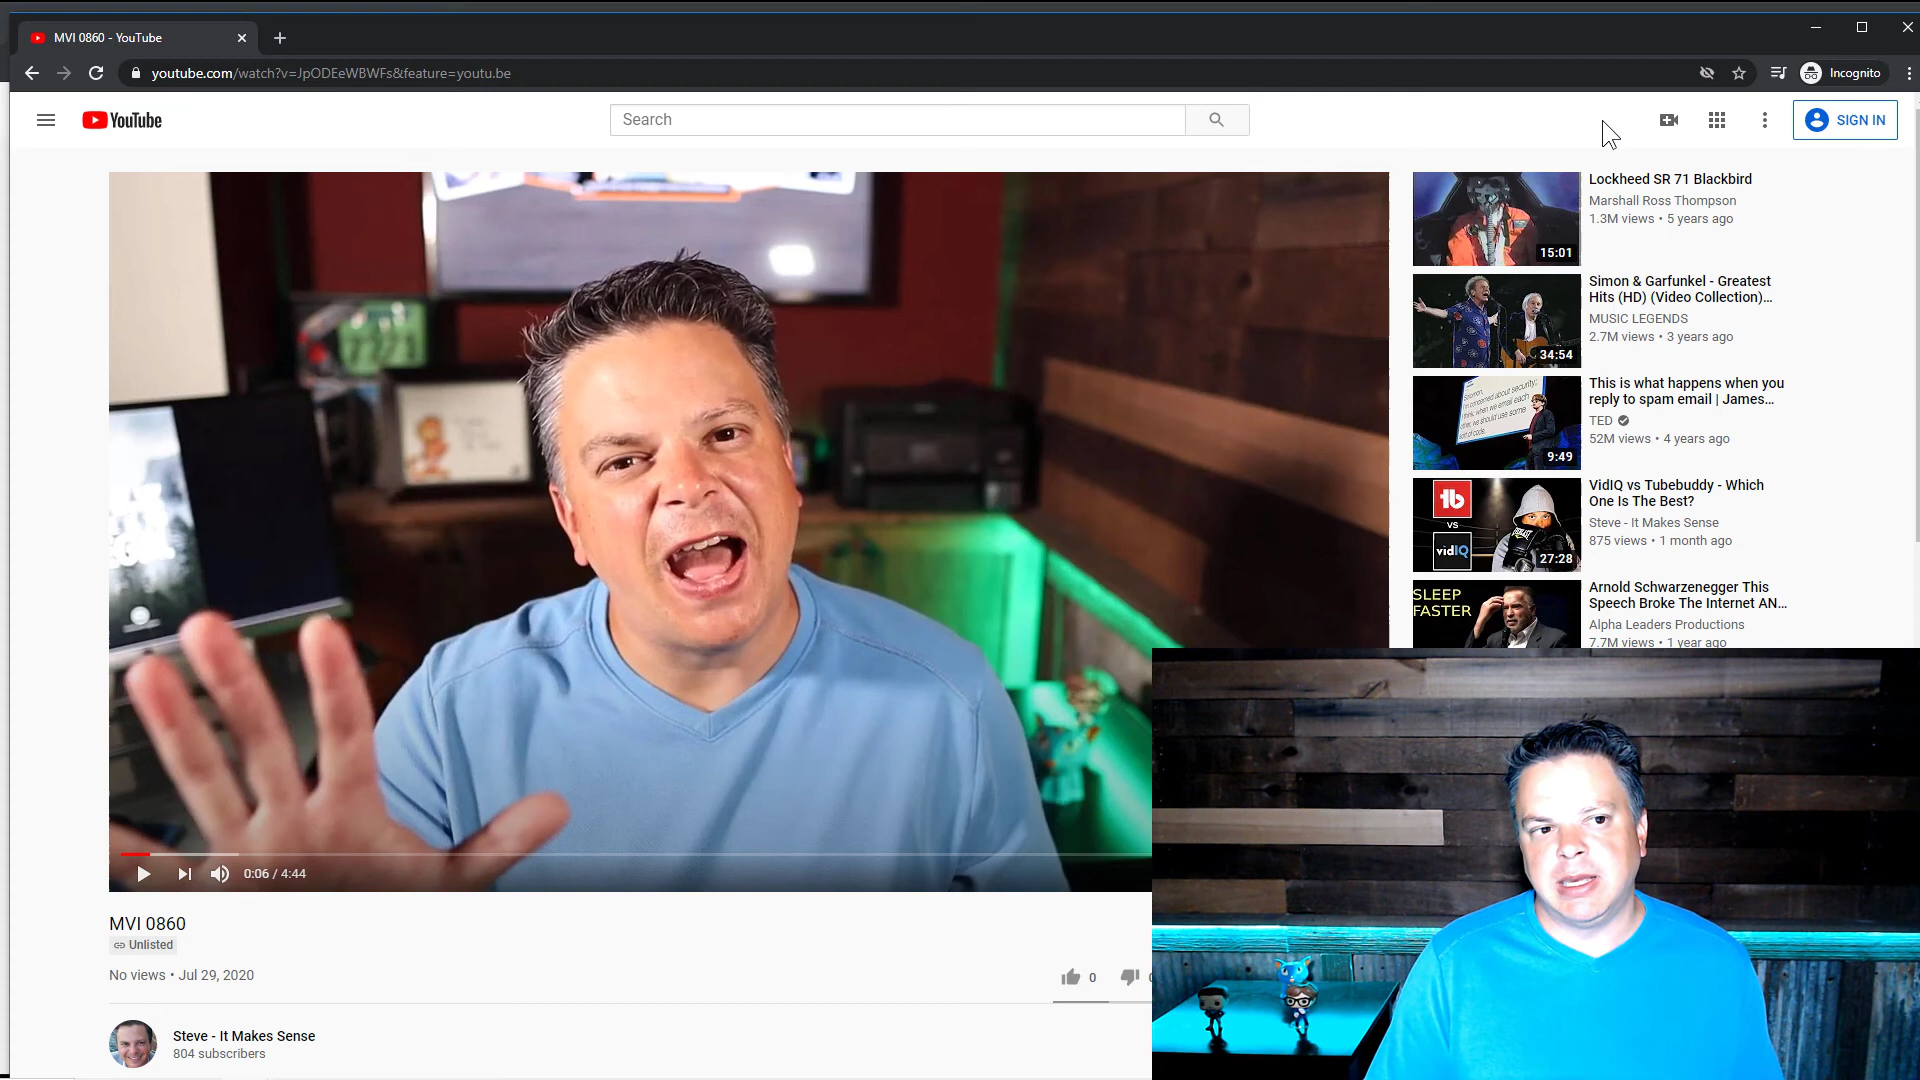 MVI 0860 - YouTube
youtube.com/watch?v=JpODEeWBWFs&feature=youtu.be
Incognito
YouTube
Search
SIGN IN
Lockheed SR 71 Blackbird
Marshall Ross Thompson
1.3M views • 5 years ago
15:01
Simon & Garfunkel - Greatest
Hits (HD) (Video Collection)...
MUSIC LEGENDS
2.7M views • 3 years ago
34:54
This is what happens when you
reply to spam email | James...
TED
52M views • 4 years ago
9:49
VidIQ vs Tubebuddy - Which
One Is The Best?
Steve - It Makes Sense
875 views • 1 month ago
tb
vs
vidIQ
27:28
Arnold Schwarzenegger This
Speech Broke The Internet AN...
Alpha Leaders Productions
7.7M views • 1 year ago
SLEEP
FASTER
0:06 / 4:44
MVI 0860
Unlisted
No views • Jul 29, 2020
0
Steve - It Makes Sense
804 subscribers